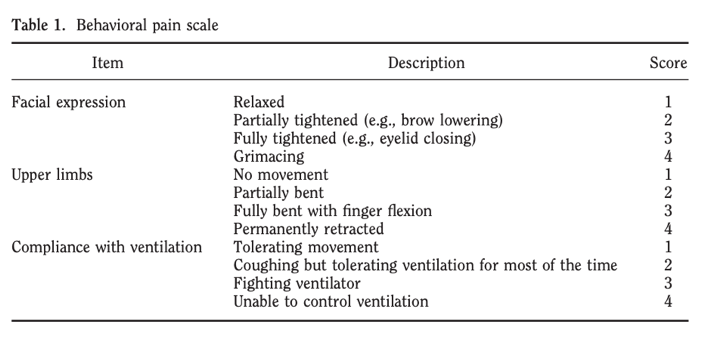 Table 1. Behavioral pain scale
Item Description Score
Facial expression Relaxed 1
Partially tightened (e.g., brow lowering) 2
Fully tightened (e.g., eyelid closing) 3
Grimacing 4
Upper limbs No movement 1
Partially bent 2
Fully bent with finger flexion 3
Permanently retracted 4
Compliance with ventilation Tolerating movement 1
Coughing but tolerating ventilation for most of the time 2
Fighting ventilator 3
Unable to control ventilation 4